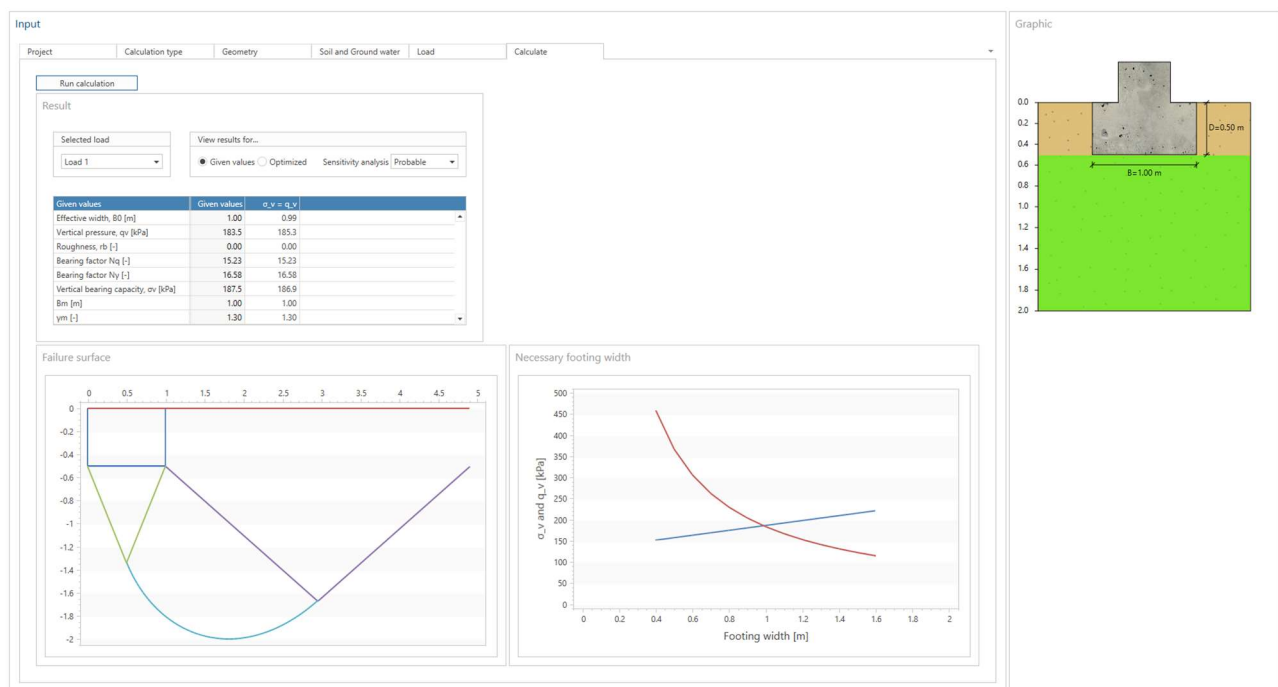 Input
Project Calculation type Geometry Soil and Ground water Load Calculate
Run calculation
Result
Selected load
Load 1
View results for...
Given values Optimized Sensitivity analysis Probable
Given values Given values σ_v = q_v
Effective width, B0 [m] 1.00 0.99
Vertical pressure, qv [kPa] 183.5 185.3
Roughness, rb [-] 0.00 0.00
Bearing factor Nq [-] 15.23 15.23
Bearing factor Nγ [-] 16.58 16.58
Vertical bearing capacity, σv [kPa] 187.5 186.9
Bm [m] 1.00 1.00
γm [-] 1.30 1.30
Failure surface
0 0.5 1 1.5 2 2.5 3 3.5 4 4.5 5
0
-0.2
-0.4
-0.6
-0.8
-1
-1.2
-1.4
-1.6
-1.8
-2
Necessary footing width
σ_v and q_v [kPa]
500
450
400
350
300
250
200
150
100
50
0
0 0.2 0.4 0.6 0.8 1 1.2 1.4 1.6 1.8 2
Footing width [m]
Graphic
0.0
0.2
0.4
0.6
0.8
1.0
1.2
1.4
1.6
1.8
2.0
D=0.50 m
B=1.00 m